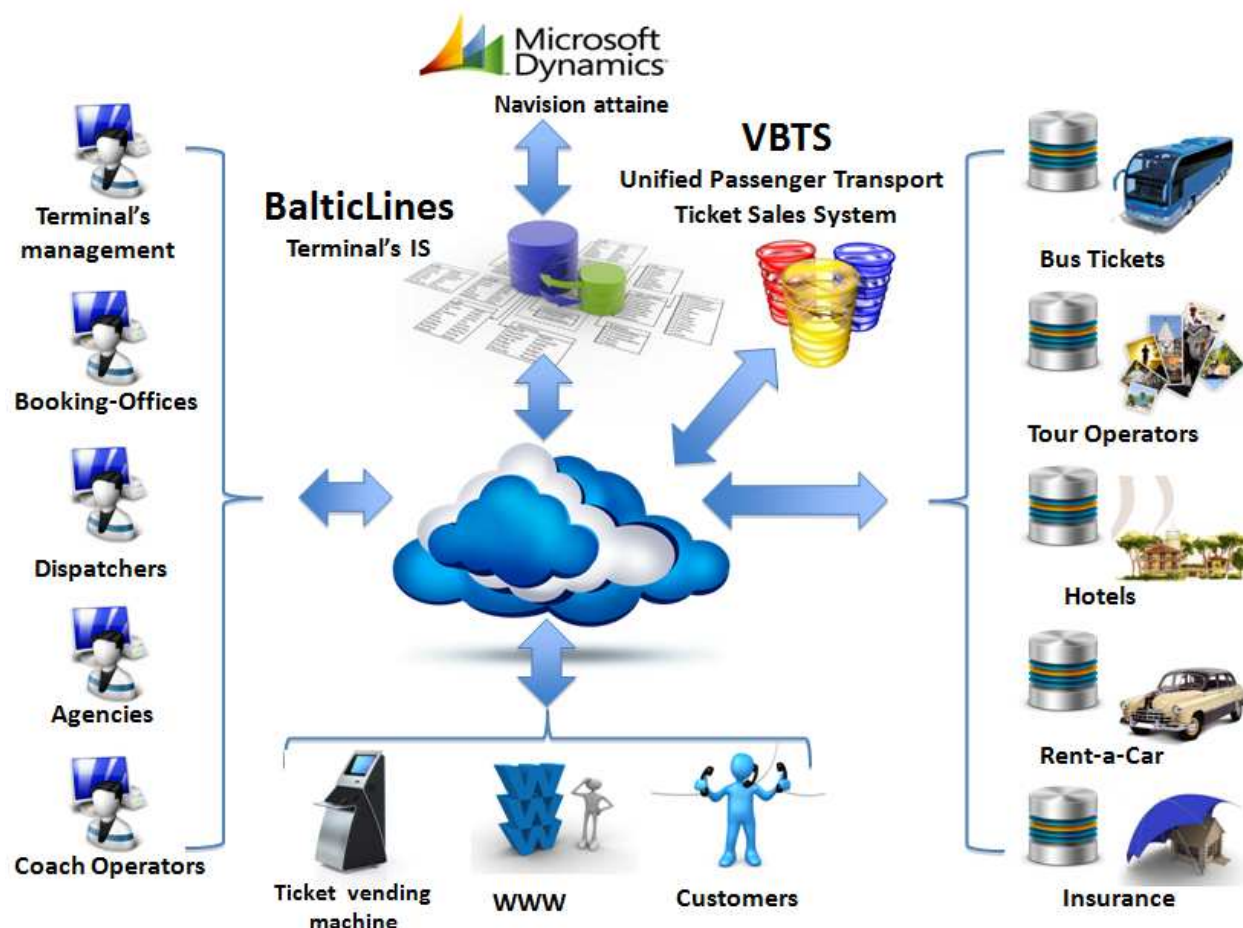 Microsoft
Dynamics
Navision attaine
VBTS
Unified Passenger Transport
Ticket Sales System
BalticLines
Terminal's IS
Terminal's
management
Booking-Offices
Dispatchers
Agencies
Coach Operators
Bus Tickets
Tour Operators
Hotels
Rent-a-Car
Insurance
WWW
Ticket vending
machine
WWW
Customers